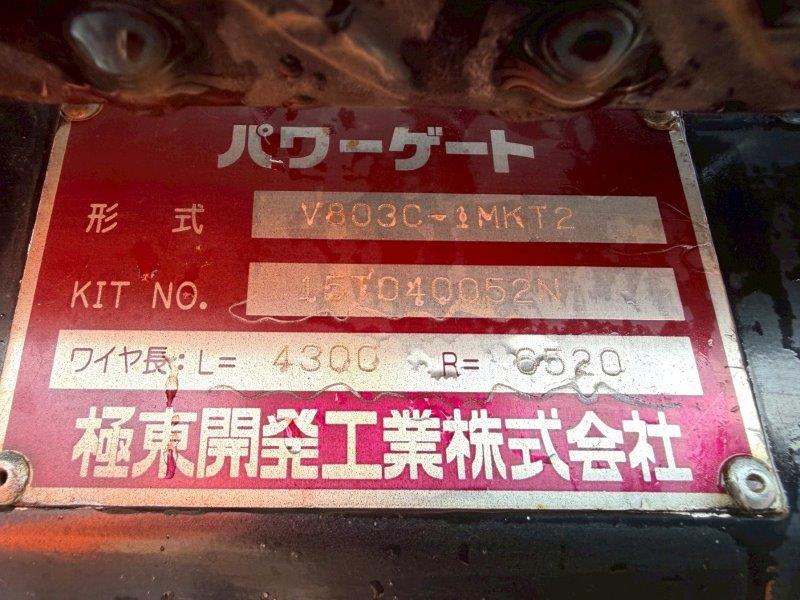 パワーゲート
形式 V803C-1MKT2
KIT NO. 15T040052N
ワイヤ長:L= 4300 R= 6520
極東開発工業株式会社